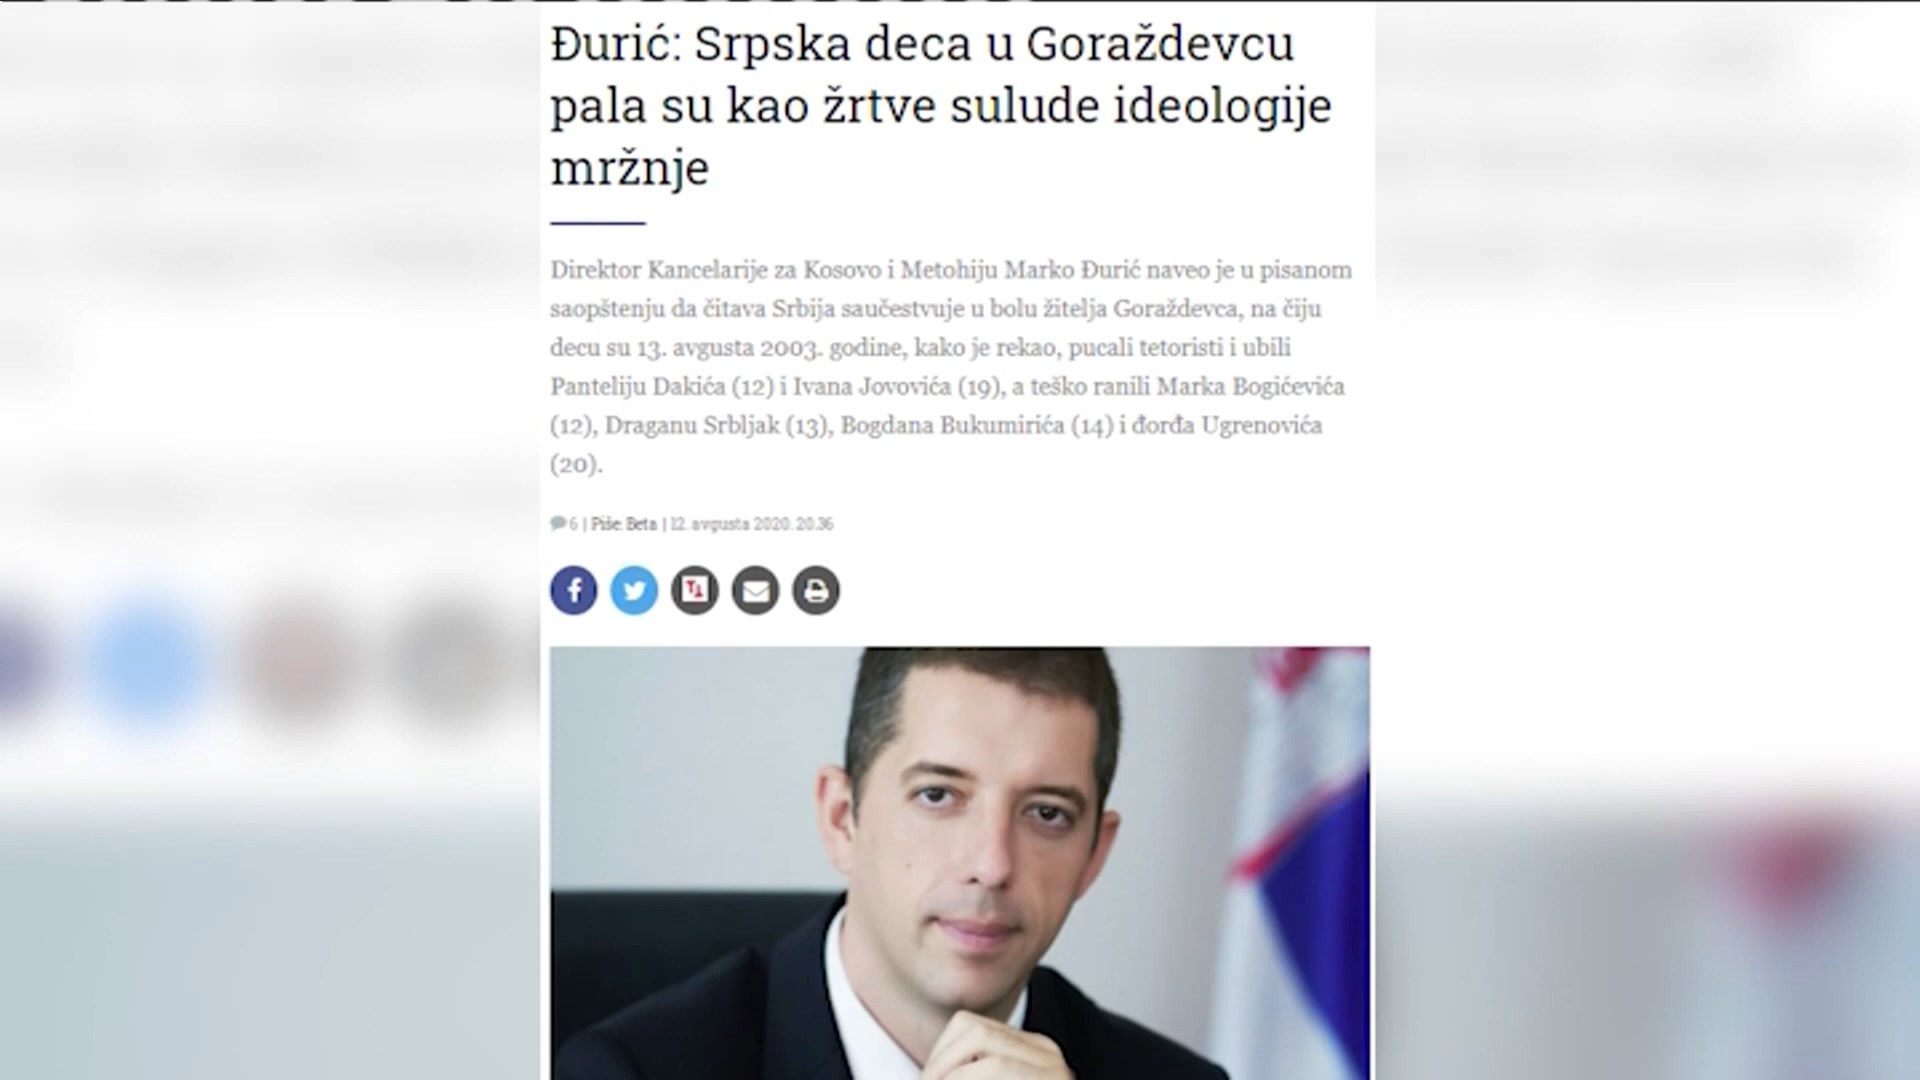 Đurić: Srpska deca u Goraždevcu
pala su kao žrtve sulude ideologije
mržnje
Direktor Kancelarije za Kosovo i Metohiju Marko Đurić naveo je u pisanom
saopštenju da čitava Srbija saučestvuje u bolu žitelja Goraždevca, na čiju
decu su 13. avgusta 2003. godine, kako je rekao, pucali tetoristi i ubili
Panteliju Dakića (12) i Ivana Jovovića (19), a teško ranili Marka Bogićevića
(12), Draganu Srbljak (13), Bogdana Bukumirića (14) i đorđa Ugrenovića
(20).
6 | Piše: Beta | 12. avgusta 2020. 20.36